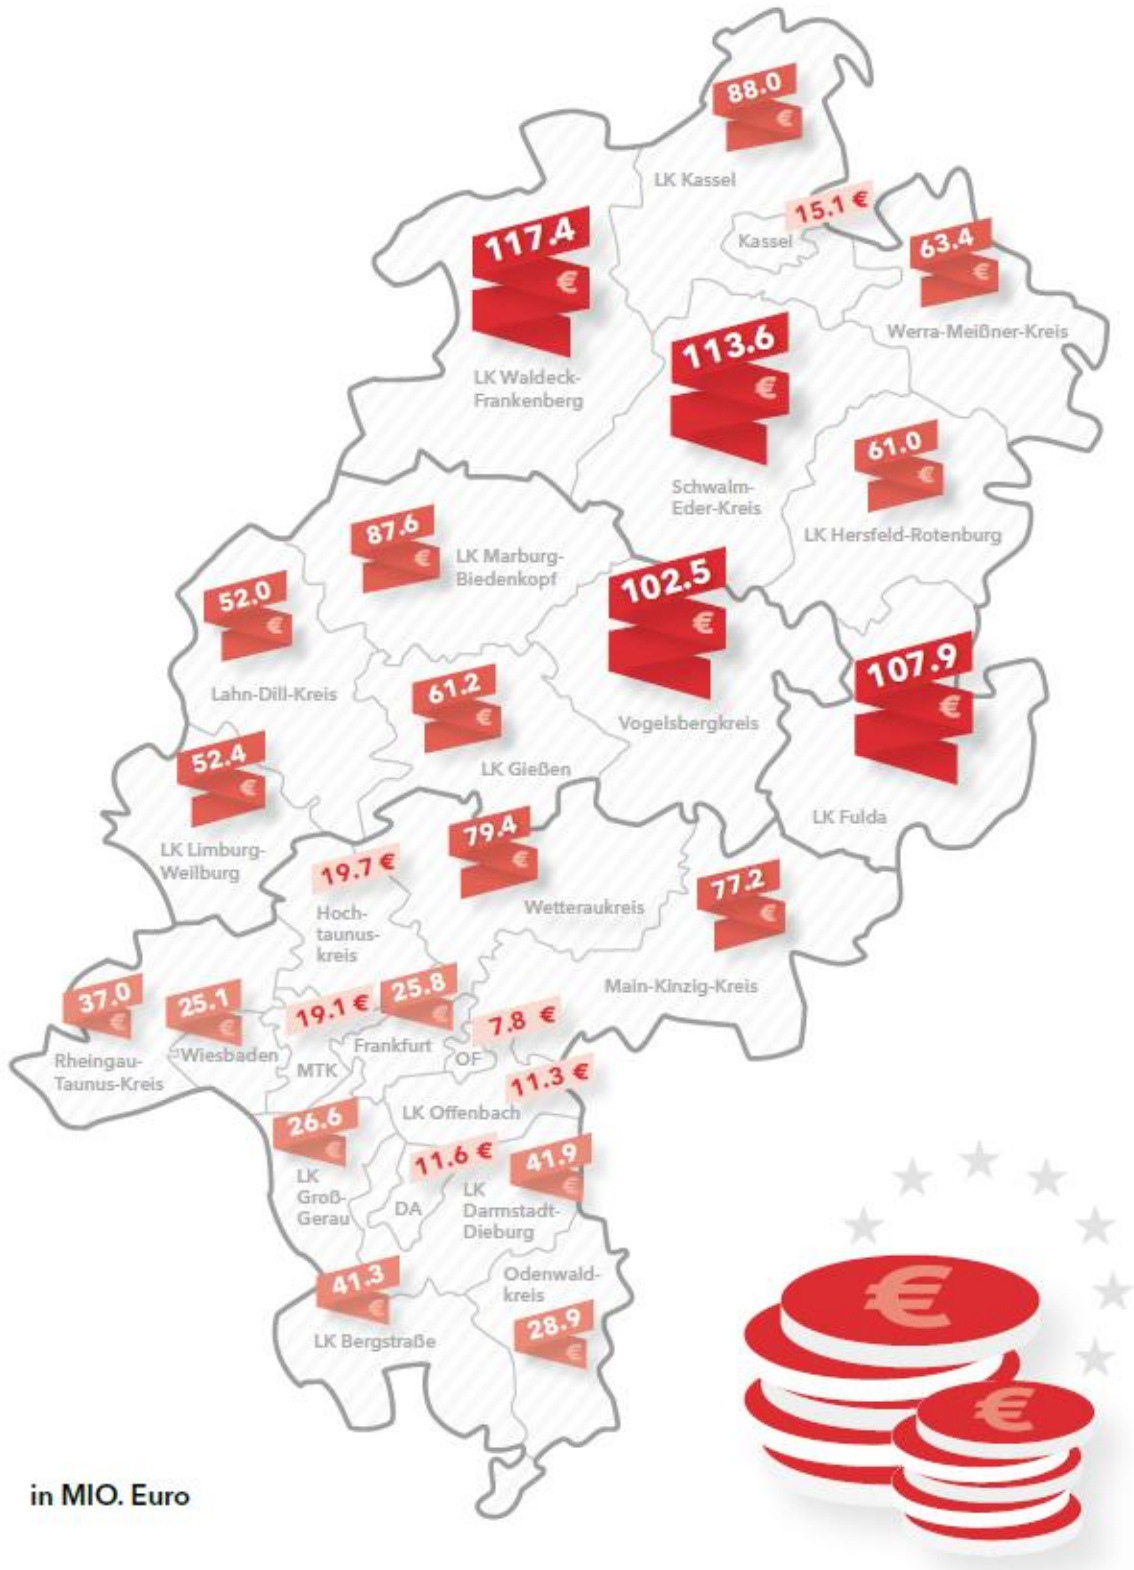 88.0
€
LK Kassel
15.1 €
Kassel
117.4
€
LK Waldeck-
Frankenberg
63.4
€
Werra-Meißner-Kreis
113.6
€
Schwalm-
Eder-Kreis
61.0
€
LK Hersfeld-Rotenburg
87.6
€
LK Marburg-
Biedenkopf
52.0
€
Lahn-Dill-Kreis
102.5
€
Vogelsbergkreis
107.9
€
LK Fulda
61.2
€
LK Gießen
52.4
€
LK Limburg-
Weilburg
79.4
€
Wetteraukreis
19.7 €
Hoch-
taunus-
kreis
77.2
€
Main-Kinzig-Kreis
37.0
€
Rheingau-
Taunus-Kreis
25.1
€
Wiesbaden
19.1 €
MTK
25.8
€
Frankfurt
7.8 €
OF
11.3 €
LK Offenbach
26.6
€
LK
Groß-
Gerau
11.6 €
DA
41.9
€
LK
Darmstadt-
Dieburg
41.3
€
LK Bergstraße
Odenwald-
kreis
28.9
€
€
€
in MIO. Euro